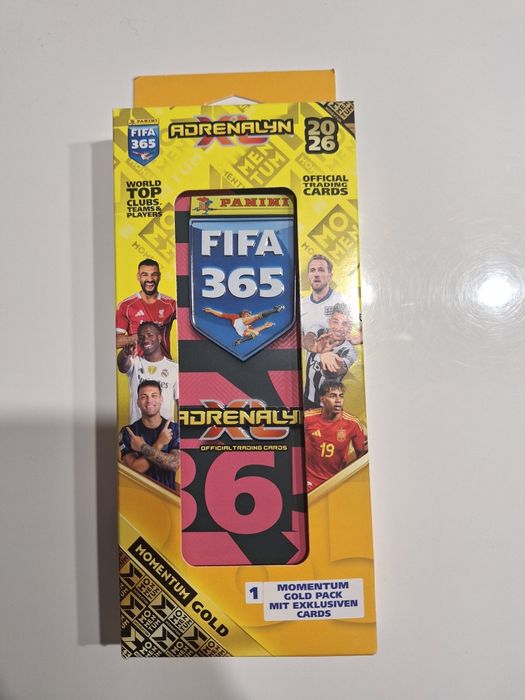 PANINI
FIFA
365
ADRENALYN
XL
2026
WORLD
TOP
CLUBS,
TEAMS &
PLAYERS
OFFICIAL
TRADING
CARDS
PANINI
FIFA
365
ADRENALYN
XL
OFFICIAL TRADING CARDS
36
19
MOMENTUM
GOLD
1
MOMENTUM
GOLD PACK
MIT EXKLUSIVEN
CARDS